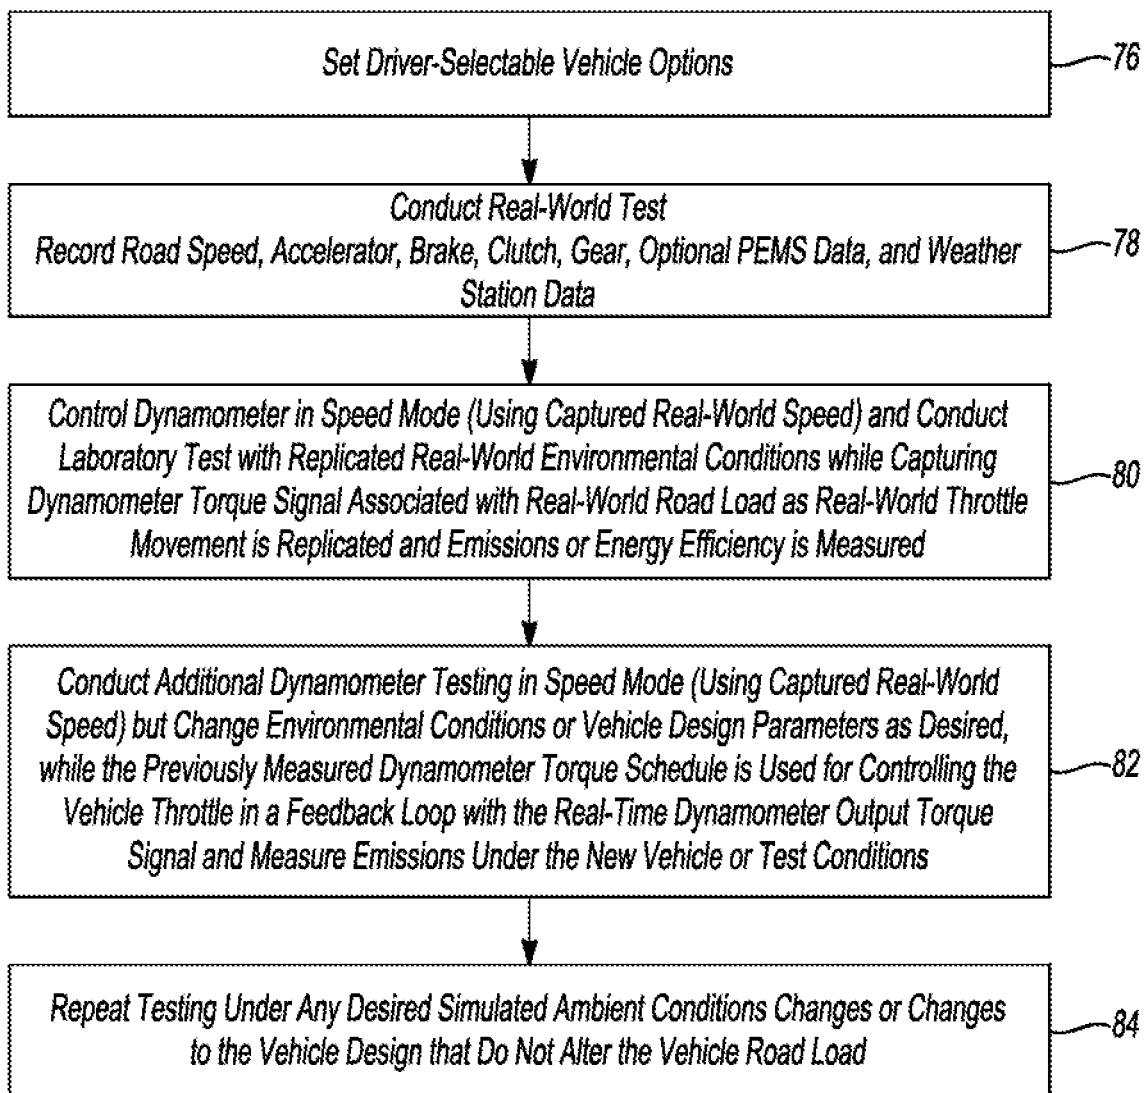 Set Driver-Selectable Vehicle Options
76
Conduct Real-World Test
Record Road Speed, Accelerator, Brake, Clutch, Gear, Optional PEMS Data, and Weather
Station Data
78
Control Dynamometer in Speed Mode (Using Captured Real-World Speed) and Conduct
Laboratory Test with Replicated Real-World Environmental Conditions while Capturing
Dynamometer Torque Signal Associated with Real-World Road Load as Real-World Throttle
Movement is Replicated and Emissions or Energy Efficiency is Measured
80
Conduct Additional Dynamometer Testing in Speed Mode (Using Captured Real-World
Speed) but Change Environmental Conditions or Vehicle Design Parameters as Desired,
while the Previously Measured Dynamometer Torque Schedule is Used for Controlling the
Vehicle Throttle in a Feedback Loop with the Real-Time Dynamometer Output Torque
Signal and Measure Emissions Under the New Vehicle or Test Conditions
82
Repeat Testing Under Any Desired Simulated Ambient Conditions Changes or Changes
to the Vehicle Design that Do Not Alter the Vehicle Road Load
84